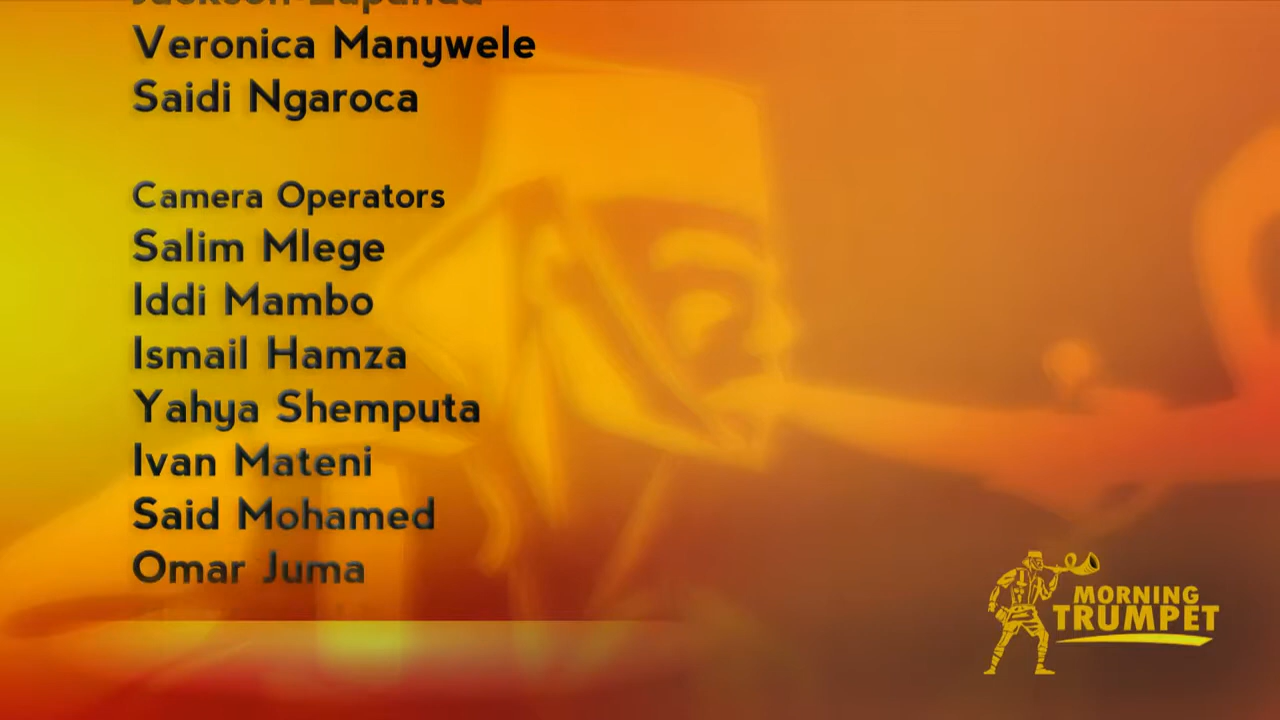 Veronica Manywele
Saidi Ngaroca
Camera Operators
Salim Mlege
Iddi Mambo
Ismail Hamza
Yahya Shemputa
Ivan Mateni
Said Mohamed
Omar Juma
MORNING
TRUMPET